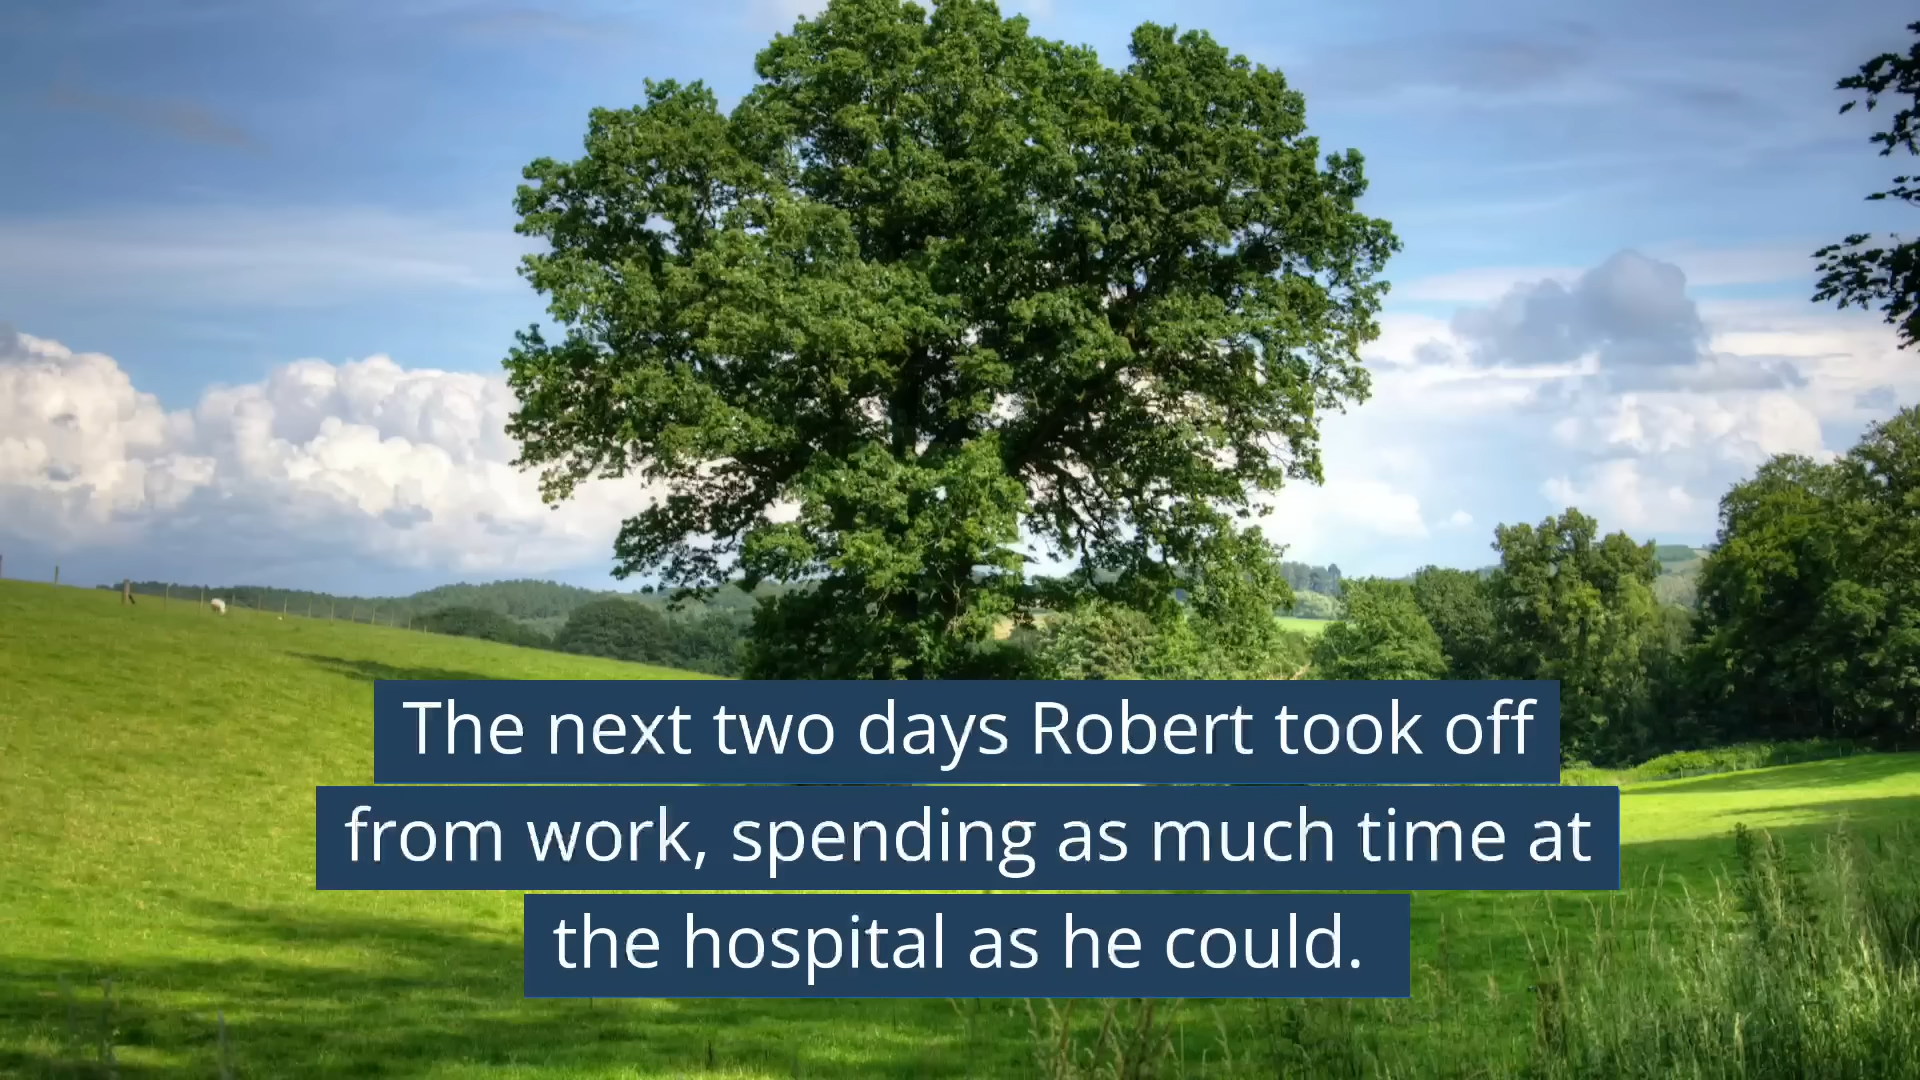 The next two days Robert took off
from work, spending as much time at
the hospital as he could.